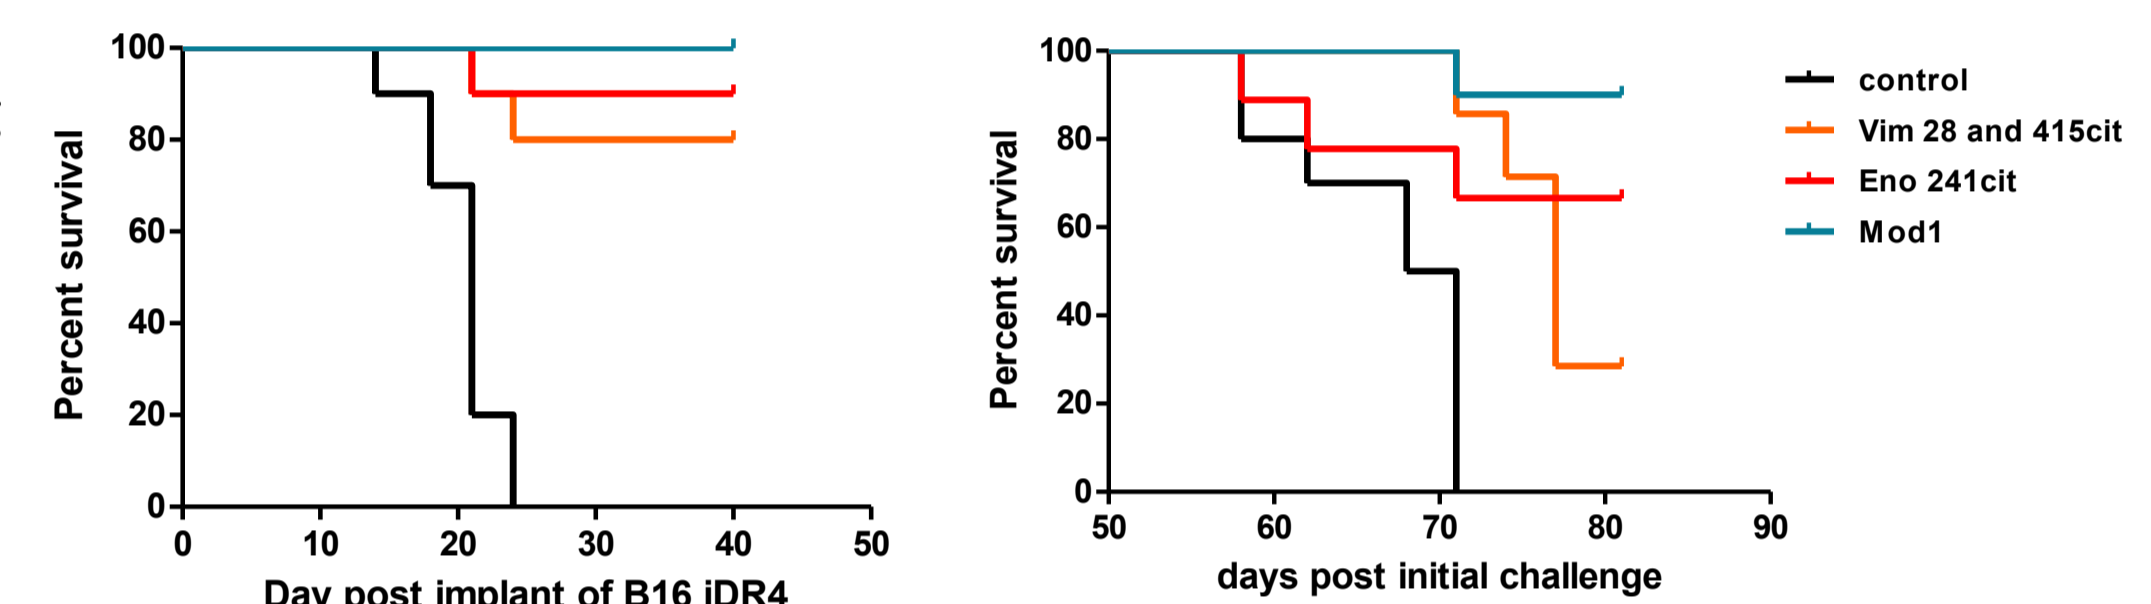 Percent survival
100
80
60
40
20
0
0 10 20 30 40 50
Day post implant of B16 iDR4
Percent survival
100
80
60
40
20
0
50 60 70 80 90
days post initial challenge
control
Vim 28 and 415cit
Eno 241cit
Mod1